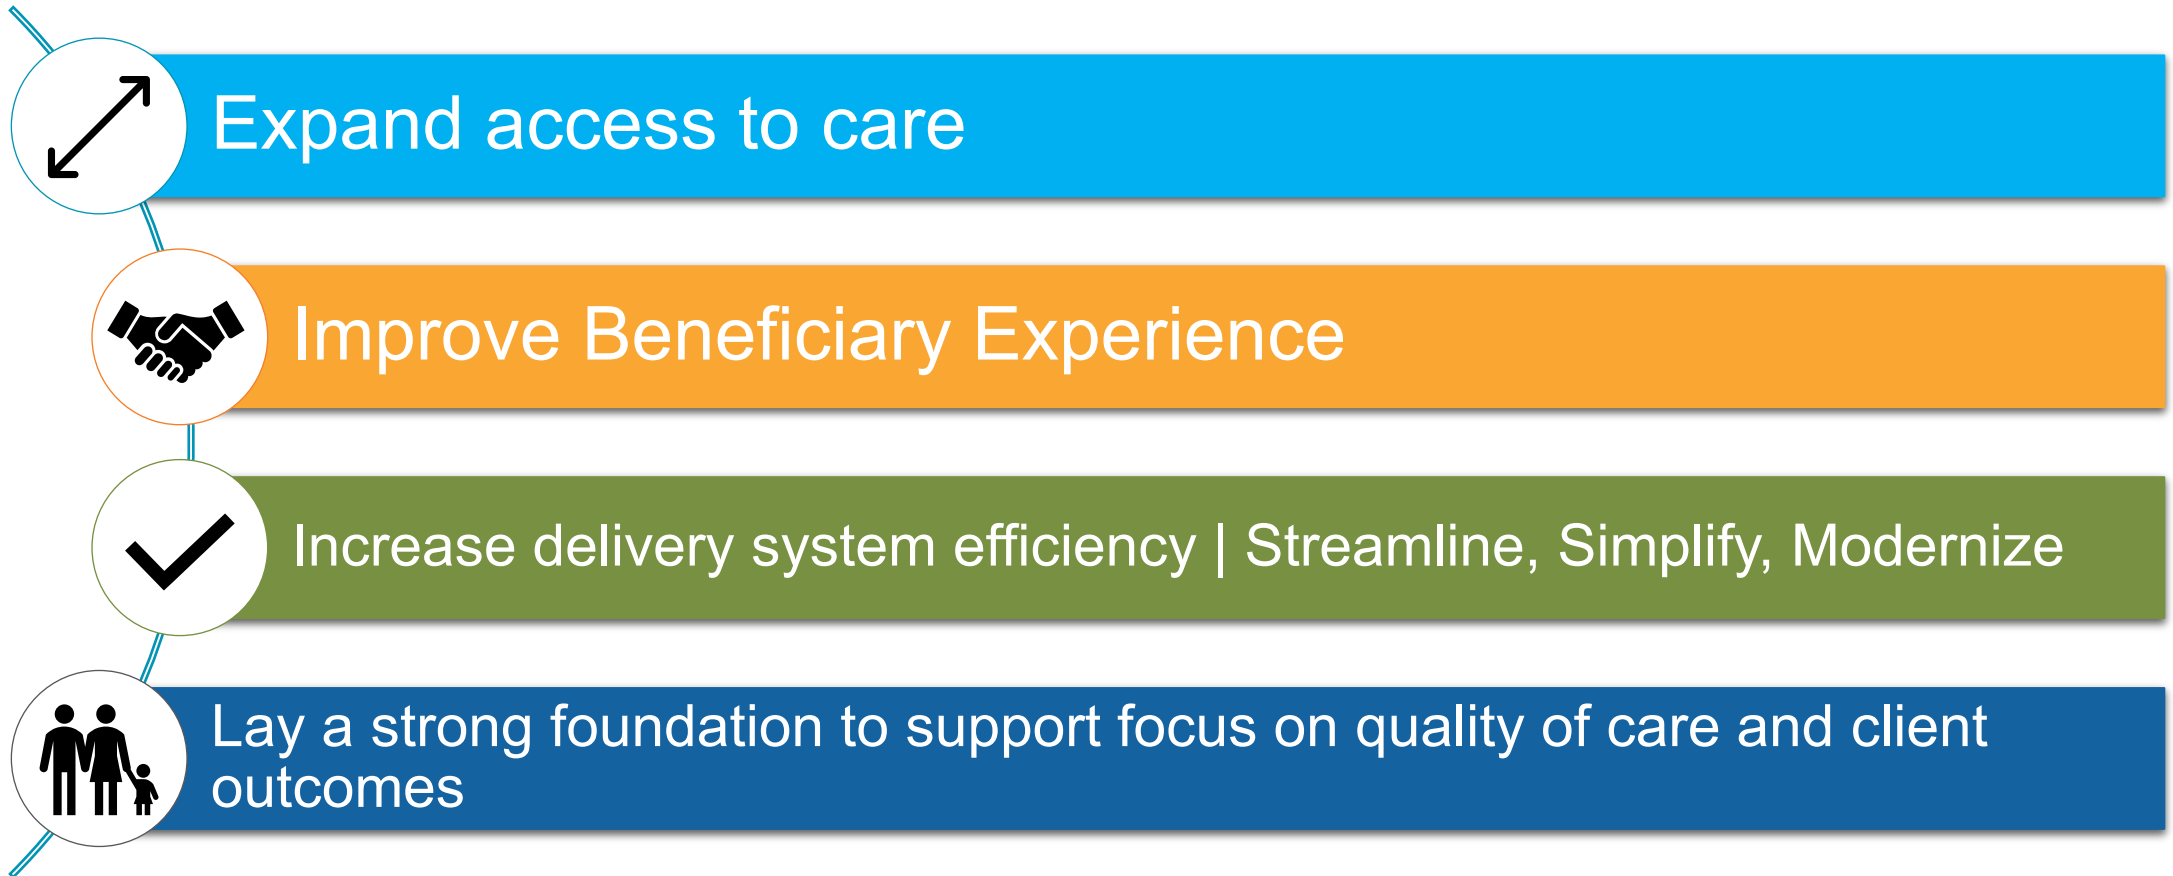 Expand access to care
Improve Beneficiary Experience
Increase delivery system efficiency | Streamline, Simplify, Modernize
Lay a strong foundation to support focus on quality of care and client
outcomes